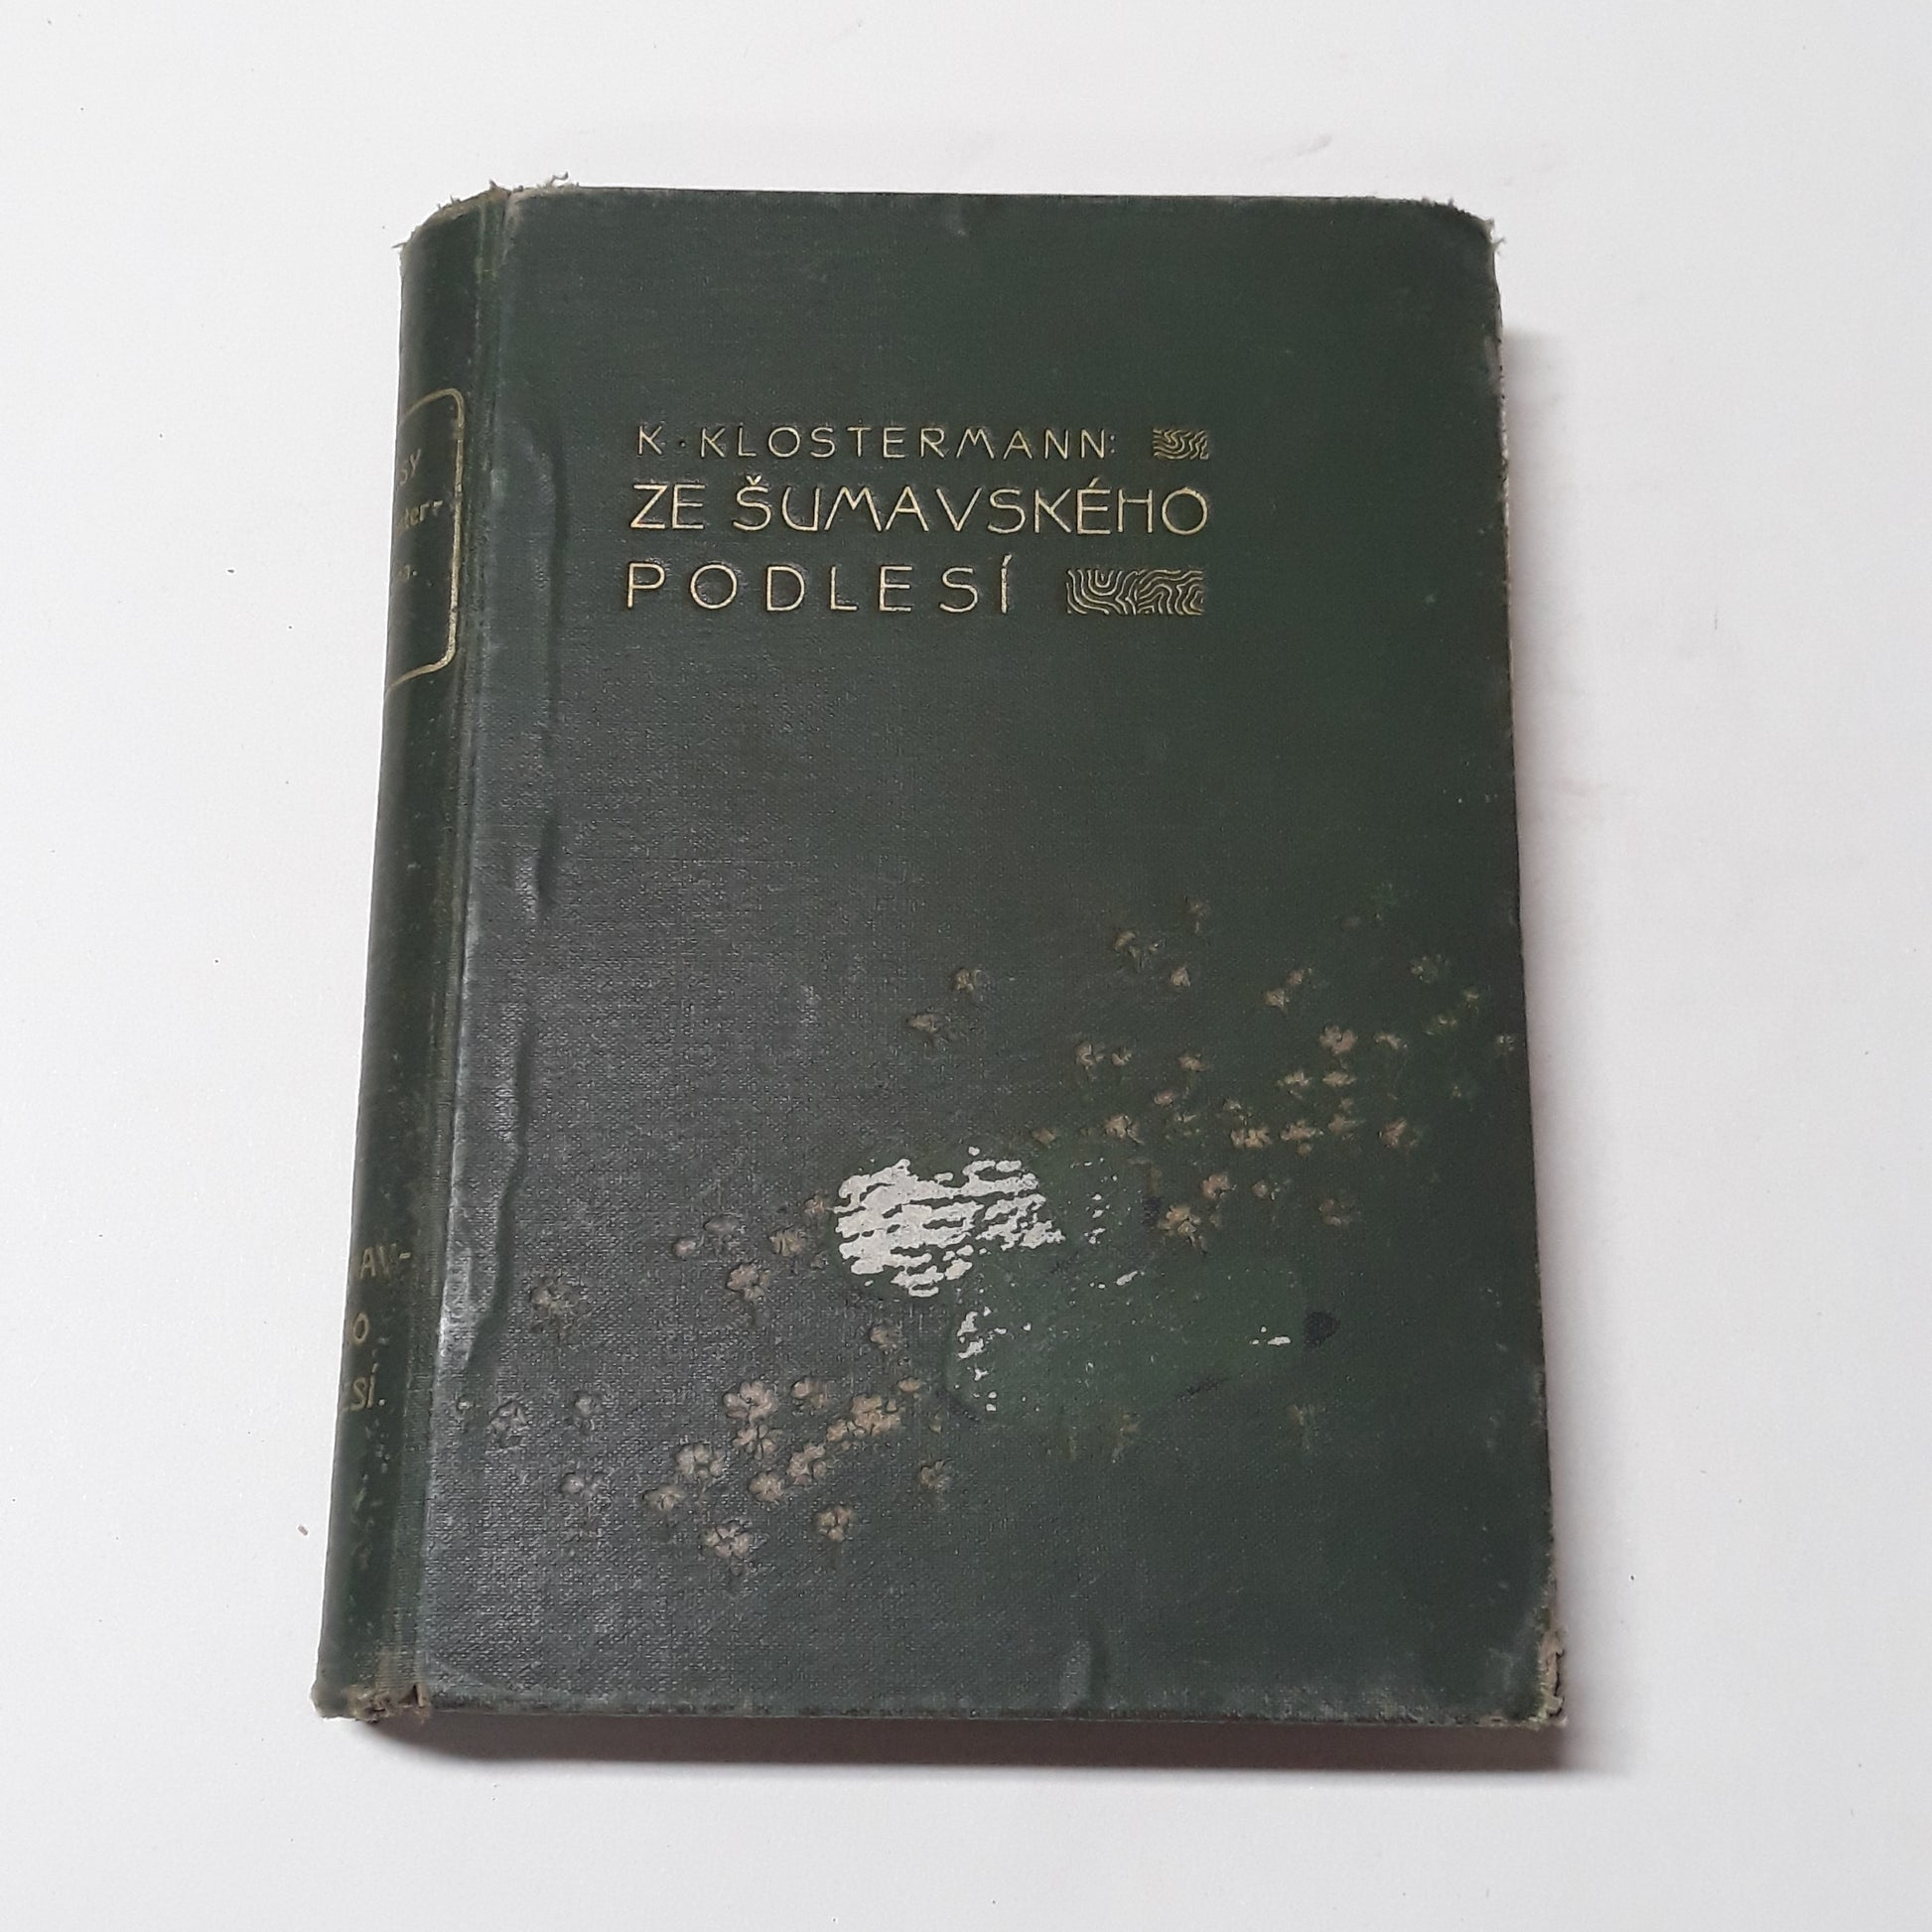 K · KLOSTERMANN:
ZE ŠUMAVSKÉHO
PODLESÍ